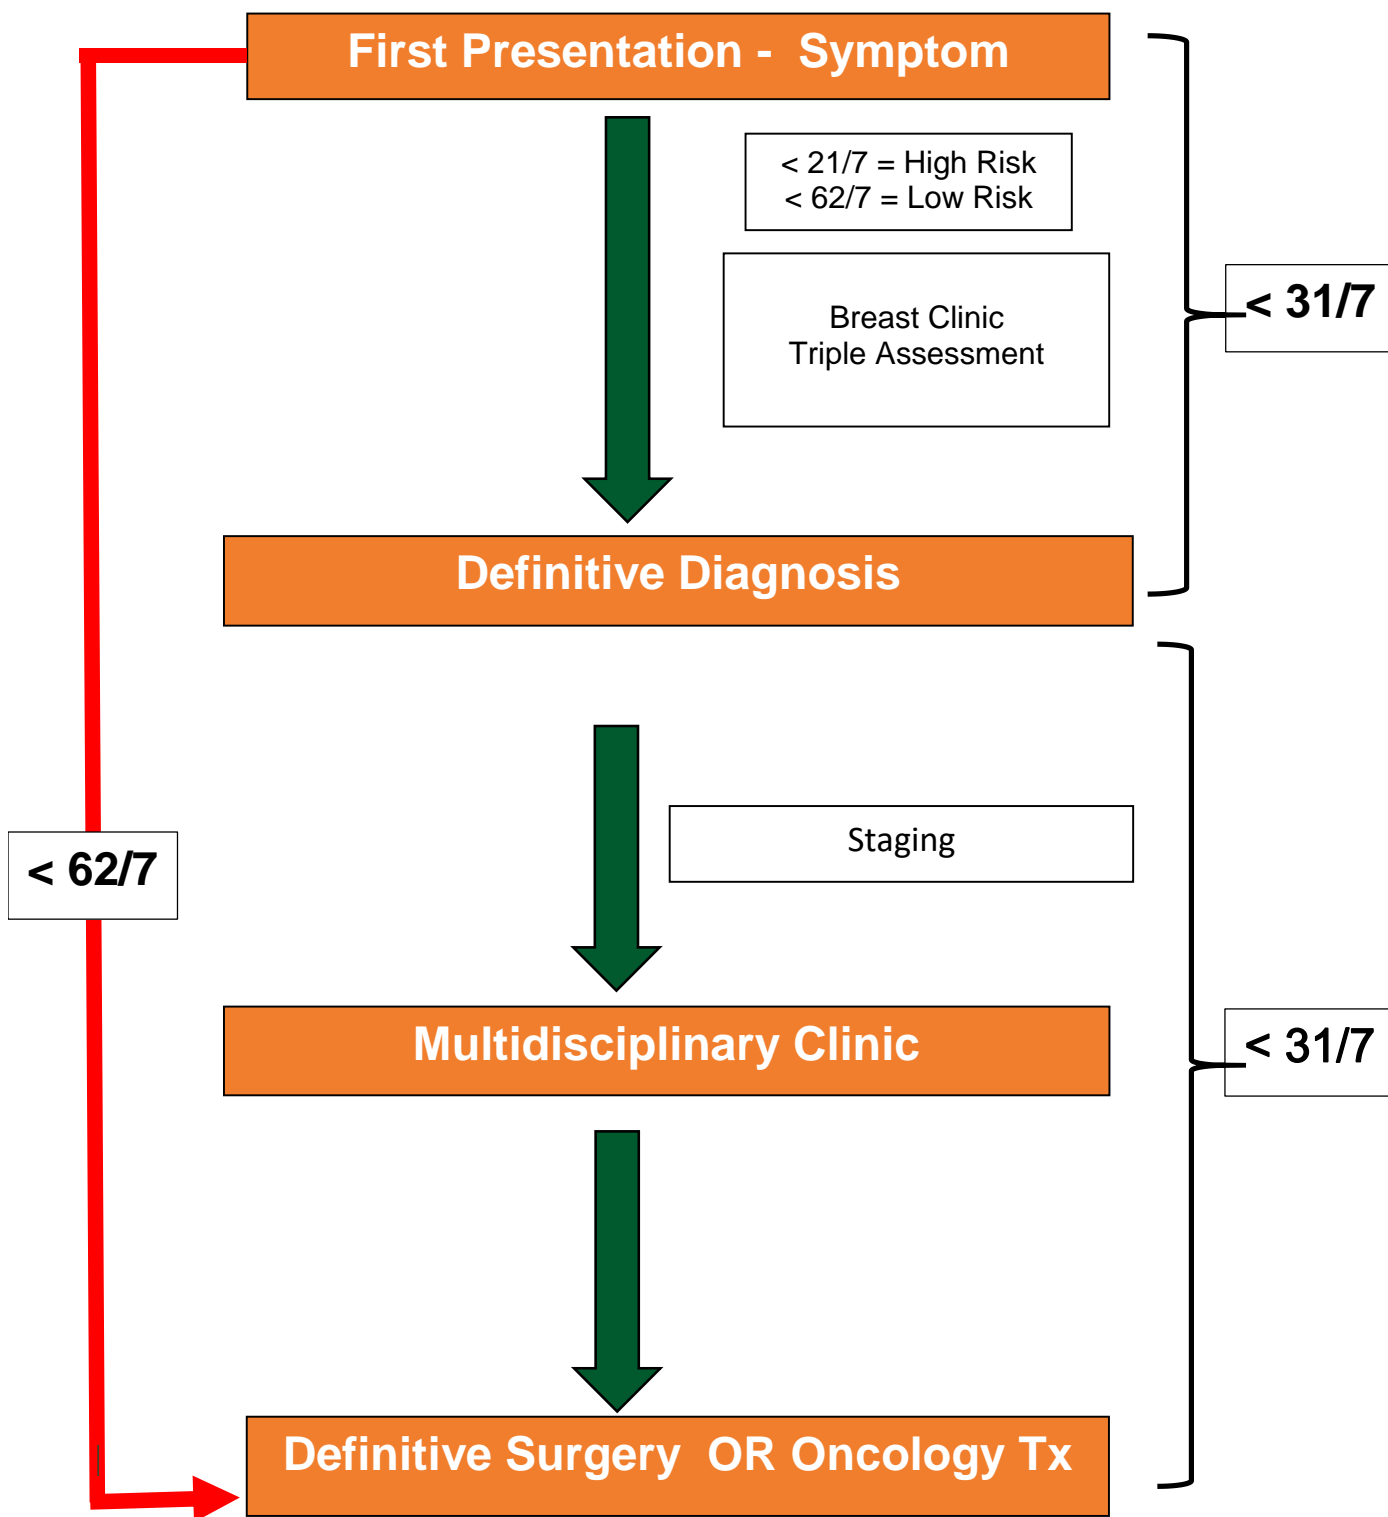 First Presentation -  Symptom
< 21/7 = High Risk
< 62/7 = Low Risk
< 31/7
Breast Clinic
Triple Assessment
Definitive Diagnosis
Staging
< 62/7
Multidisciplinary Clinic
< 31/7
Definitive Surgery  OR Oncology Tx